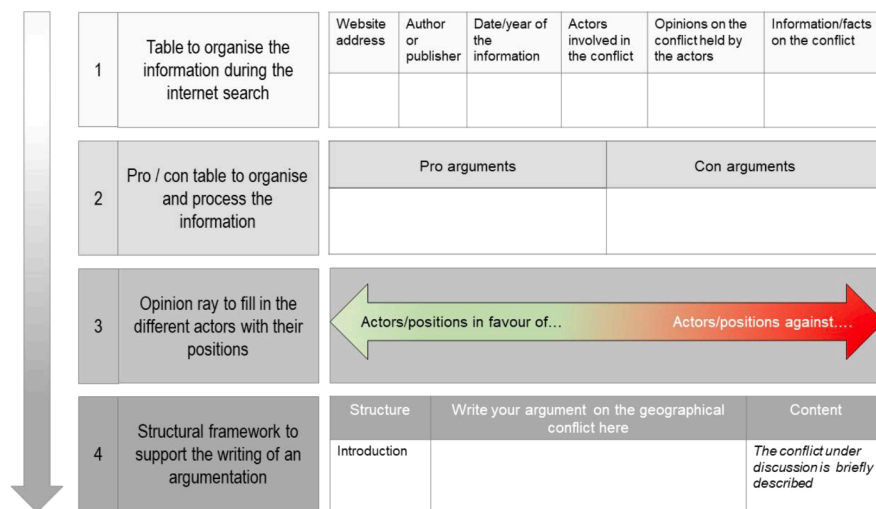 1
Table to organise the
information during the
internet search
Website
address
Author
or
publisher
Date/year of
the
information
Actors
involved in
the conflict
Opinions on the
conflict held by
the actors
Information/facts
on the conflict
2
Pro / con table to organise
and process the
information
Pro arguments
Con arguments
3
Opinion ray to fill in the
different actors with their
positions
Actors/positions in favour of…
Actors/positions against….
4
Structural framework to
support the writing of an
argumentation
Structure
Write your argument on the geographical
conflict here
Content
Introduction
The conflict under
discussion is briefly
described